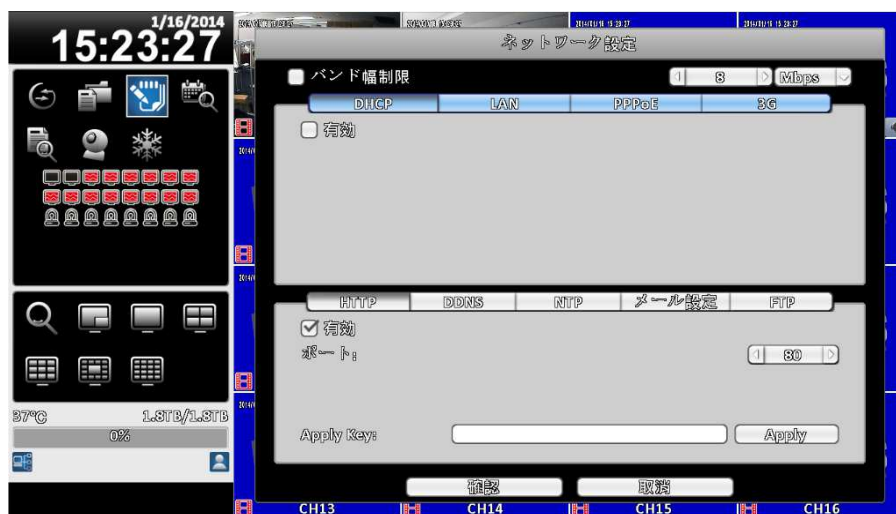 1/16/2014
15:23:27
37℃ 1.8TB/1.8TB
0%
ネットワーク設定
バンド幅制限 8 Mbps
DHCP LAN PPPoE 3G
有効
HTTP DDNS NTP メール設定 FTP
有効
ポート: 80
Apply Key: Apply
確認 取消
CH13 CH14 CH15 CH16